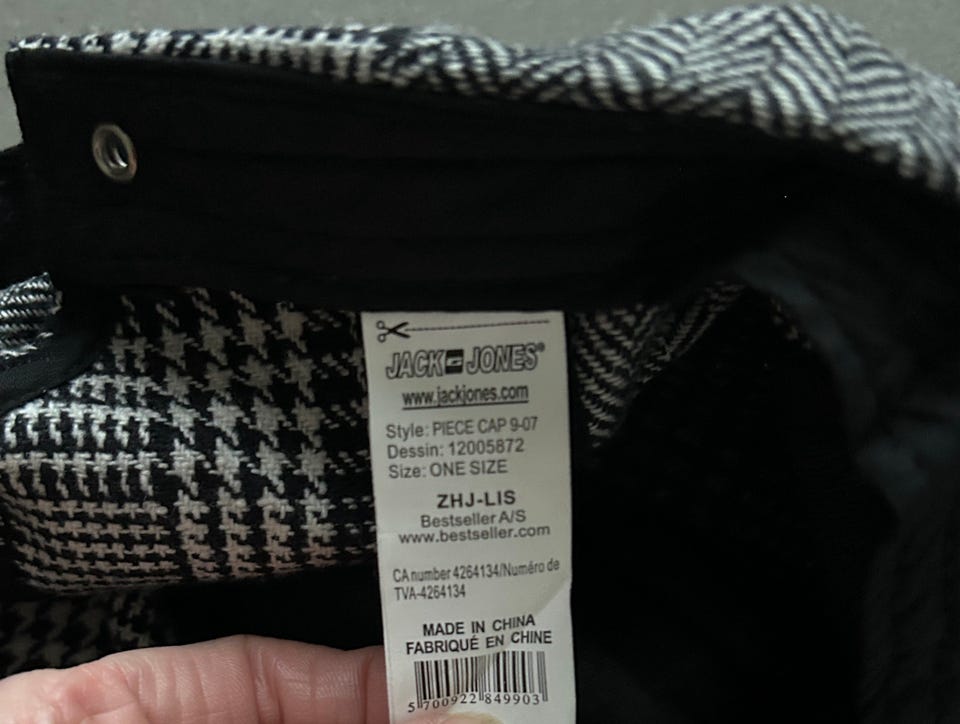 JACK JONES®
www.jackjones.com
Style: PIECE CAP 9-07
Dessin: 12005872
Size: ONE SIZE
ZHJ-LIS
Bestseller A/S
www.bestseller.com
CA number 4264134/Numéro de
TVA-4264134
MADE IN CHINA
FABRIQUÉ EN CHINE
5 700922 849903